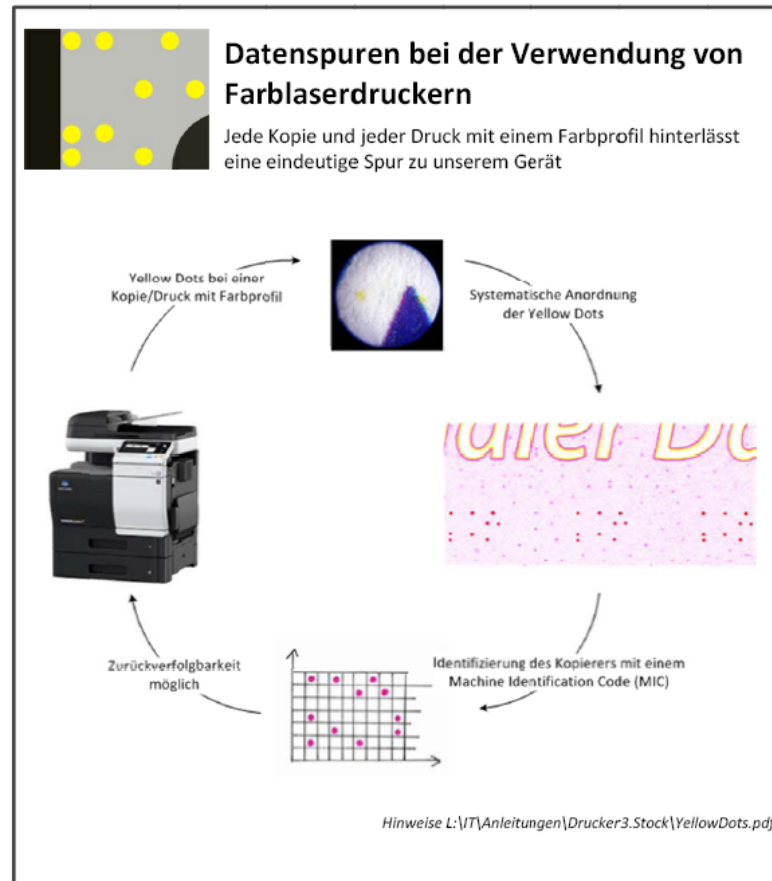 Datenspuren bei der Verwendung von
Farblaserdruckern
Jede Kopie und jeder Druck mit einem Farbprofil hinterlässt
eine eindeutige Spur zu unserem Gerät
Yellow Dots bei einer
Kopie/Druck mit Farbprofil
Systematische Anordnung
der Yellow Dots
Identifizierung des Kopierers mit einem
Machine Identification Code (MIC)
Zurückverfolgbarkeit
möglich
Hinweise L:\IT\Anleitungen\Drucker3.Stock\YellowDots.pdf